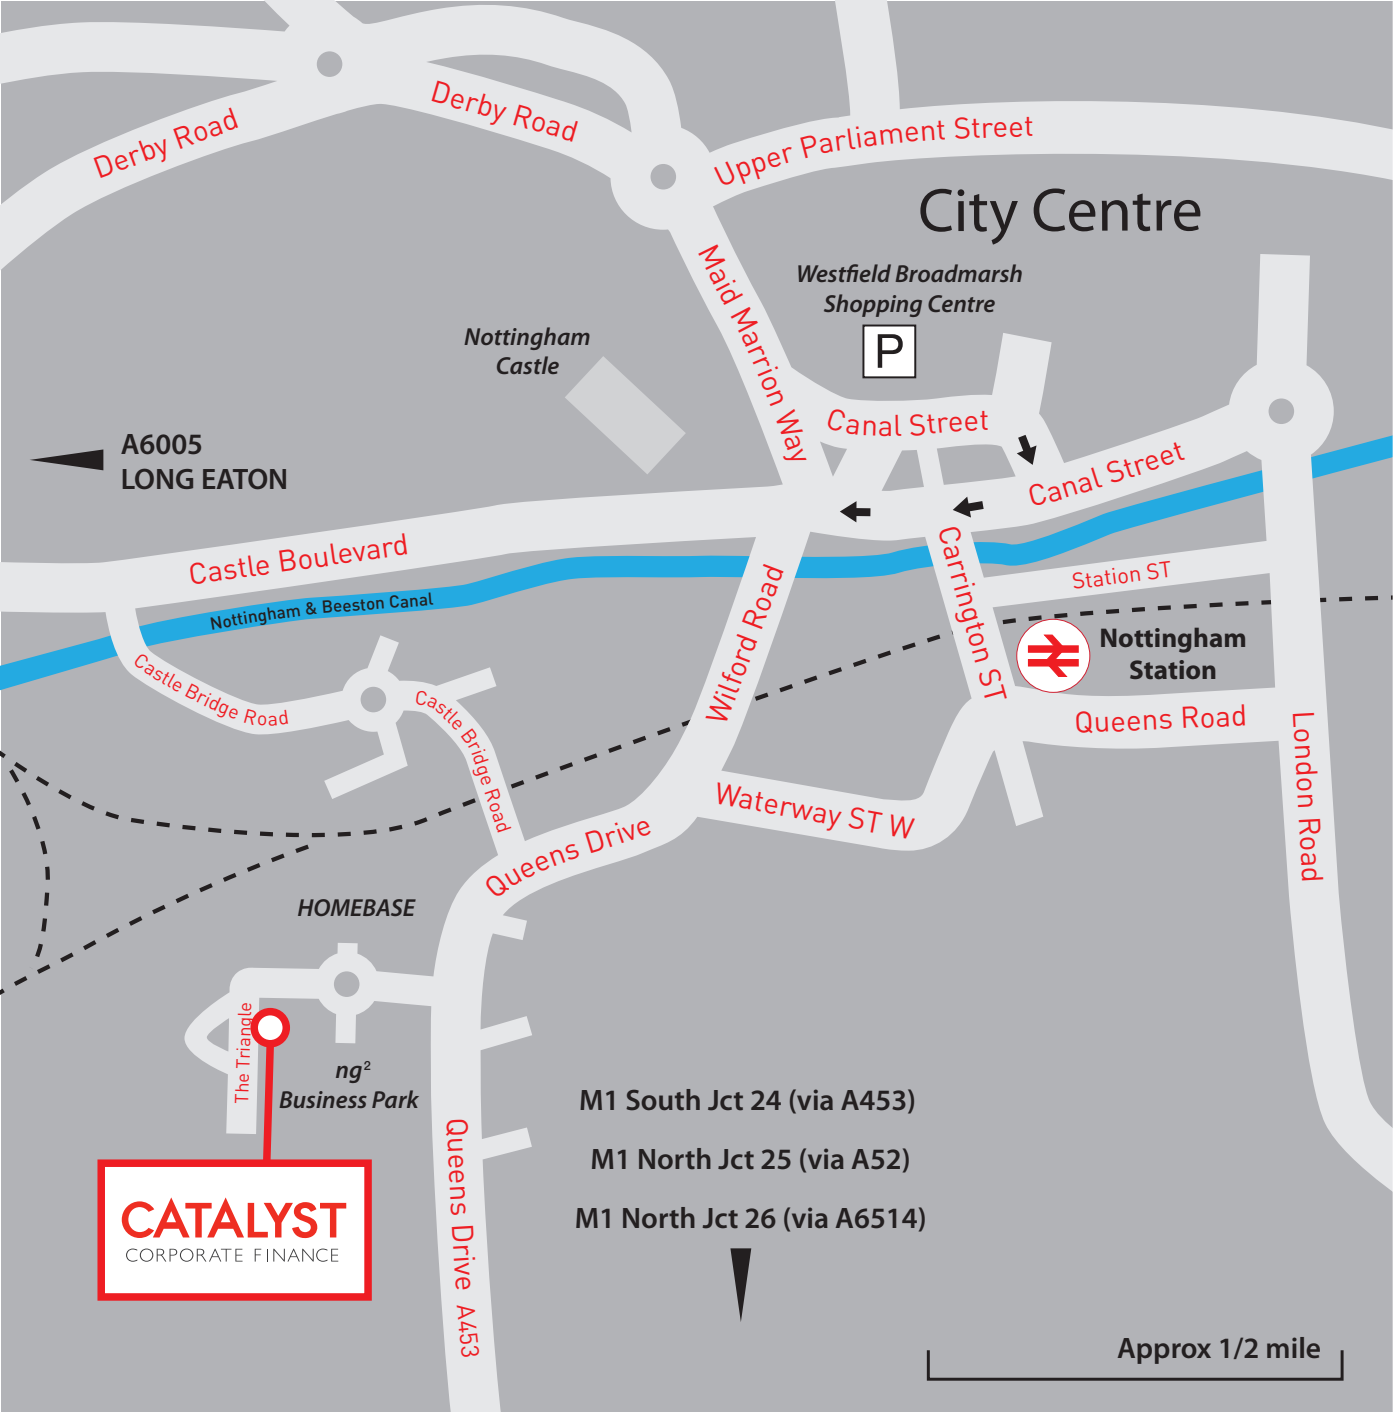 Derby Road
Derby Road
Upper Parliament Street
City Centre
Maid Marrion Way
Westfield Broadmarsh
Shopping Centre
P
Nottingham
Castle
Canal Street
A6005
LONG EATON
Canal Street
Castle Boulevard
Nottingham & Beeston Canal
Carrington ST
Station ST
Wilford Road
Nottingham
Station
Castle Bridge Road
Castle Bridge Road
Queens Road
London Road
Waterway ST W
Queens Drive
HOMEBASE
The Triangle
ng²
Business Park
M1 South Jct 24 (via A453)
M1 North Jct 25 (via A52)
M1 North Jct 26 (via A6514)
Queens Drive A453
CATALYST
CORPORATE FINANCE
Approx 1/2 mile